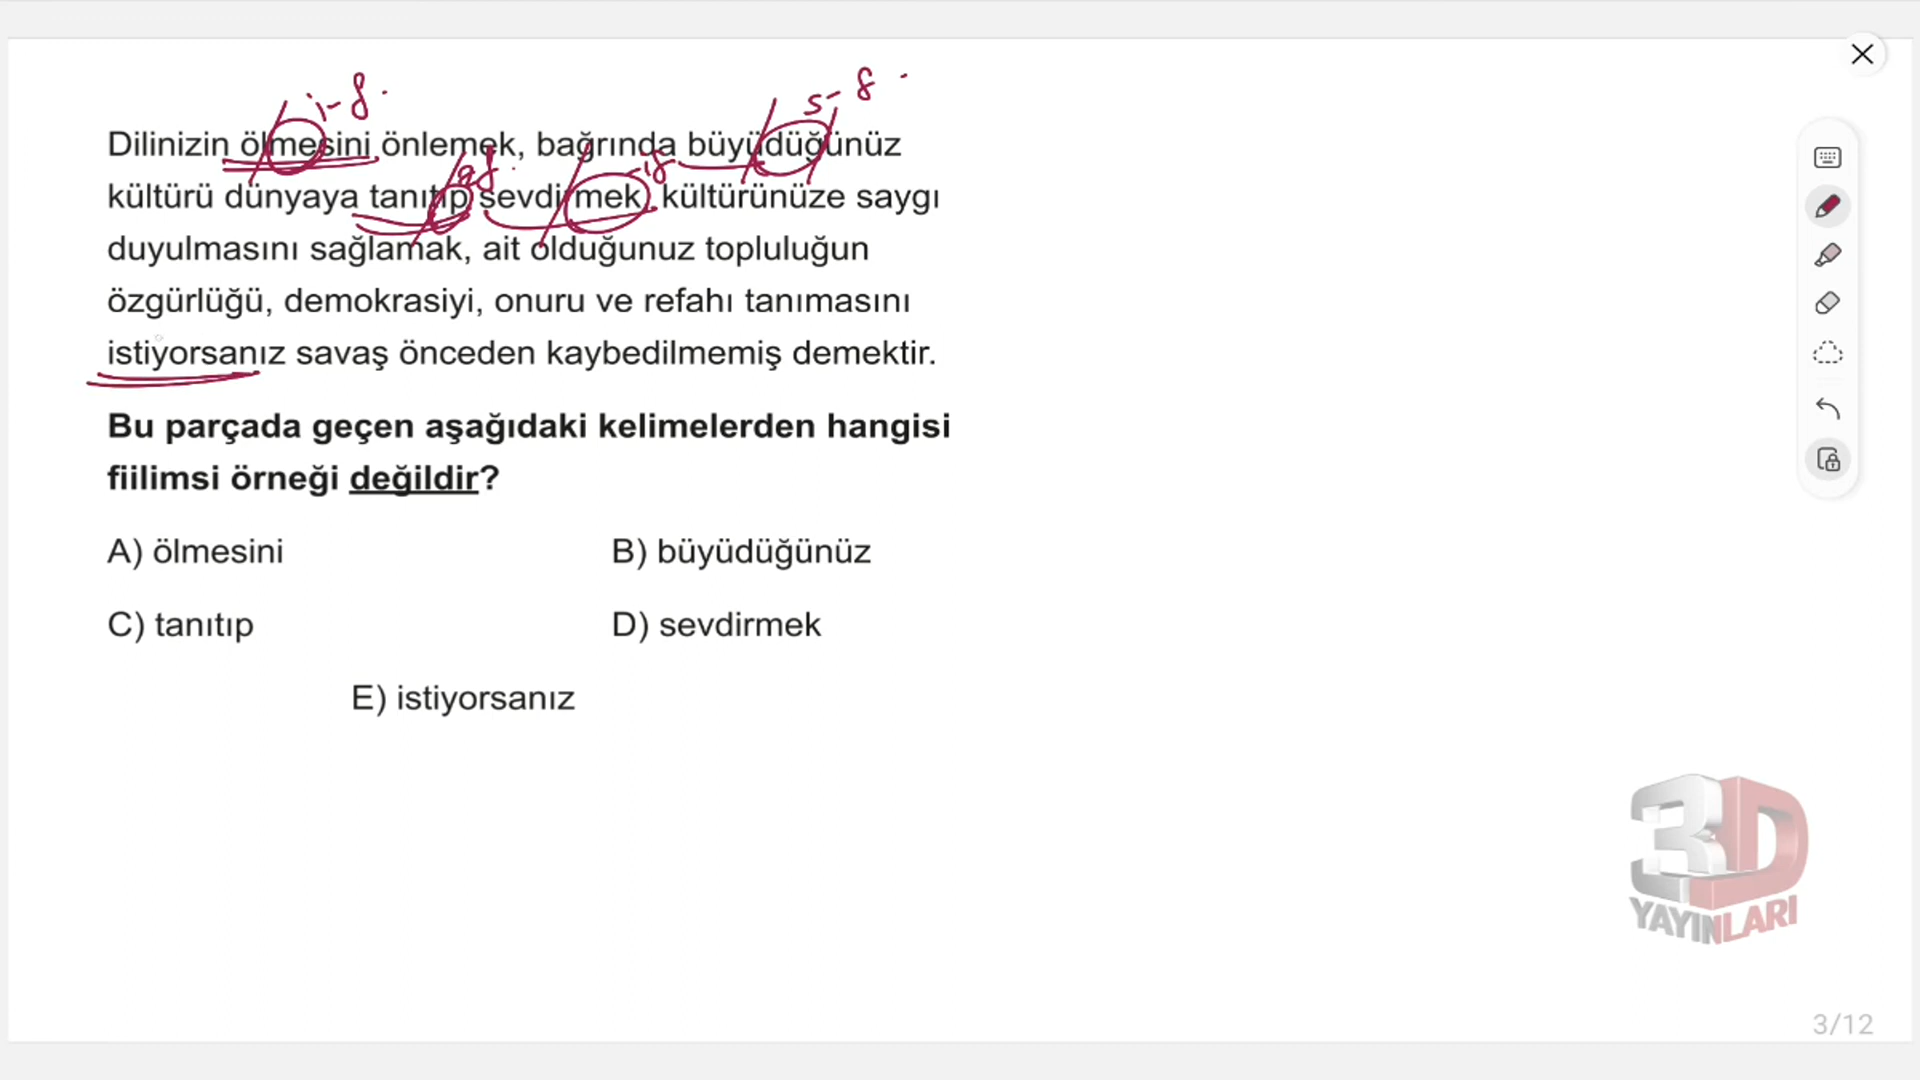 i-f.
s-f.
Dilinizin ölmesini önlemek, bağrında büyüdüğünüz
kültürü dünyaya tanıtıp sevdirmek, kültürünüze saygı
duyulmasını sağlamak, ait olduğunuz topluluğun
özgürlüğü, demokrasiyi, onuru ve refahı tanımasını
istiyorsanız savaş önceden kaybedilmemiş demektir.
Bu parçada geçen aşağıdaki kelimelerden hangisi
fiilimsi örneği değildir?
A) ölmesini
B) büyüdüğünüz
C) tanıtıp
D) sevdirmek
E) istiyorsanız
3D
YAYINLARI
3/12